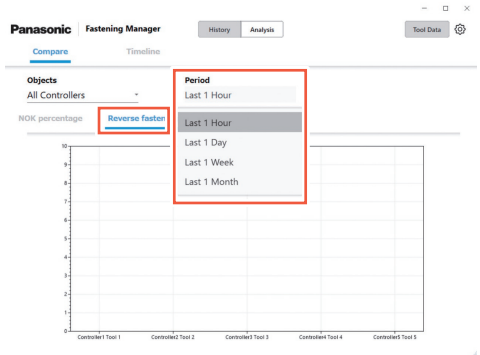 Panasonic Fastening Manager History Analysis Tool Data
Compare Timeline
Objects Period
All Controllers Last 1 Hour
NOK percentage Reverse fasten
Last 1 Hour
Last 1 Day
Last 1 Week
Last 1 Month
10
9
8
7
6
5
4
3
2
1
0
Controller1 Tool 1 Controller2 Tool 2 Controller3 Tool 3 Controller4 Tool 4 Controller5 Tool 5